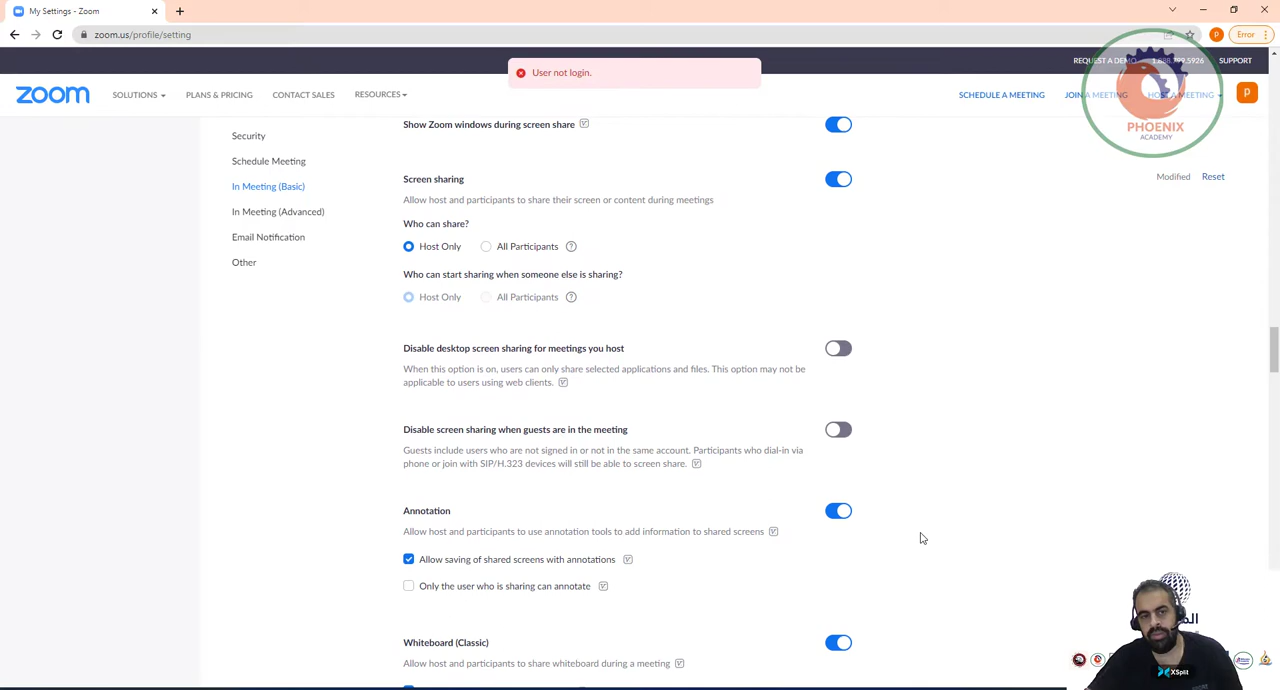 My Settings - Zoom
zoom.us/profile/setting
P
Error
REQUEST A DEMO 1.888.799.5926 SUPPORT
User not login.
zoom SOLUTIONS PLANS & PRICING CONTACT SALES RESOURCES SCHEDULE A MEETING JOIN A MEETING HOST A MEETING P
PHOENIX
ACADEMY
Security
Schedule Meeting
In Meeting (Basic)
In Meeting (Advanced)
Email Notification
Other
Show Zoom windows during screen share
Screen sharing
Modified Reset
Allow host and participants to share their screen or content during meetings
Who can share?
Host Only All Participants ?
Who can start sharing when someone else is sharing?
Host Only All Participants ?
Disable desktop screen sharing for meetings you host
When this option is on, users can only share selected applications and files. This option may not be
applicable to users using web clients.
Disable screen sharing when guests are in the meeting
Guests include users who are not signed in or not in the same account. Participants who dial-in via
phone or join with SIP/H.323 devices will still be able to screen share.
Annotation
Allow host and participants to use annotation tools to add information to shared screens
Allow saving of shared screens with annotations
Only the user who is sharing can annotate
Whiteboard (Classic)
Allow host and participants to share whiteboard during a meeting
XSplit